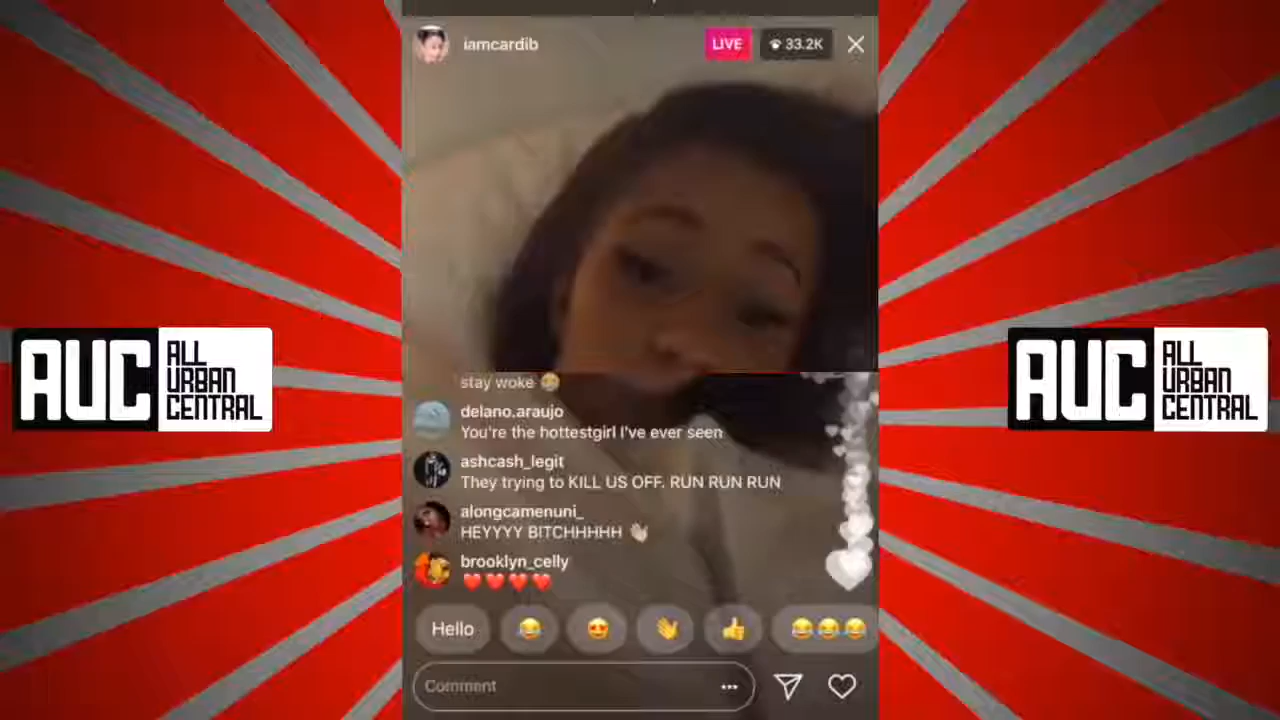 iamcardib
LIVE
33.2K
stay woke
delano.araujo
You're the hottestgirl I've ever seen
ashcash_legit
They trying to KILL US OFF. RUN RUN RUN
alongcamenuni_
HEYYYY BITCHHHHH
brooklyn_celly
Hello
Comment
AUC
ALL
URBAN
CENTRAL
AUC
ALL
URBAN
CENTRAL